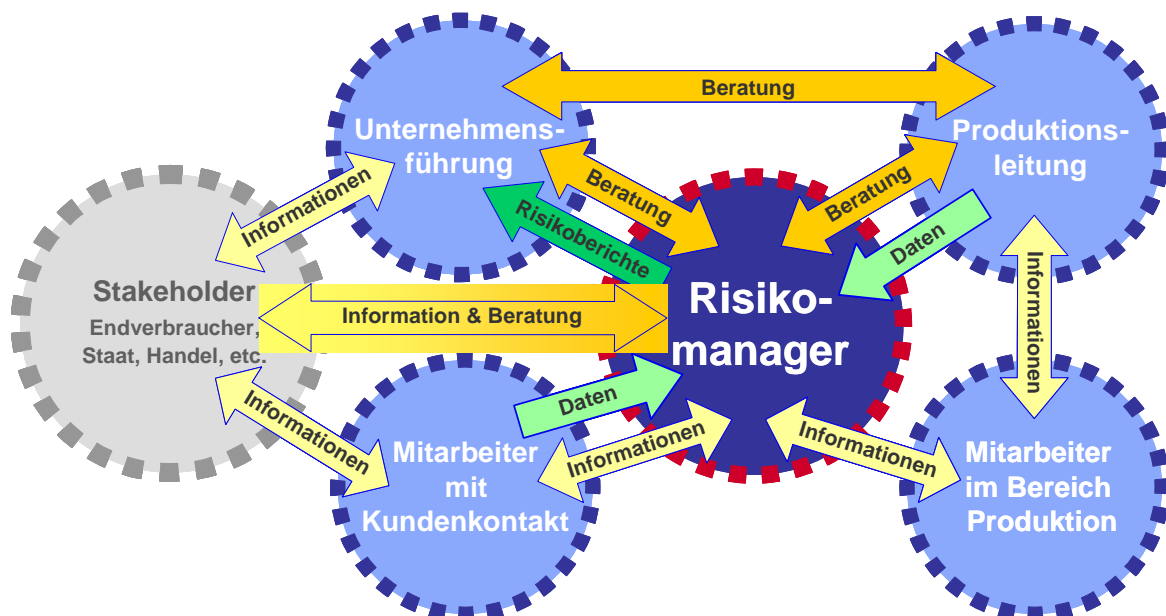 Beratung
Unternehmens-
führung
Produktions-
leitung
Informationen
Beratung
Beratung
Risikoberichte
Daten
Informationen
Stakeholder
Endverbraucher,
Staat, Handel, etc.
Information & Beratung
Risiko-
manager
Daten
Informationen
Informationen
Informationen
Mitarbeiter
mit
Kundenkontakt
Mitarbeiter
im Bereich
Produktion